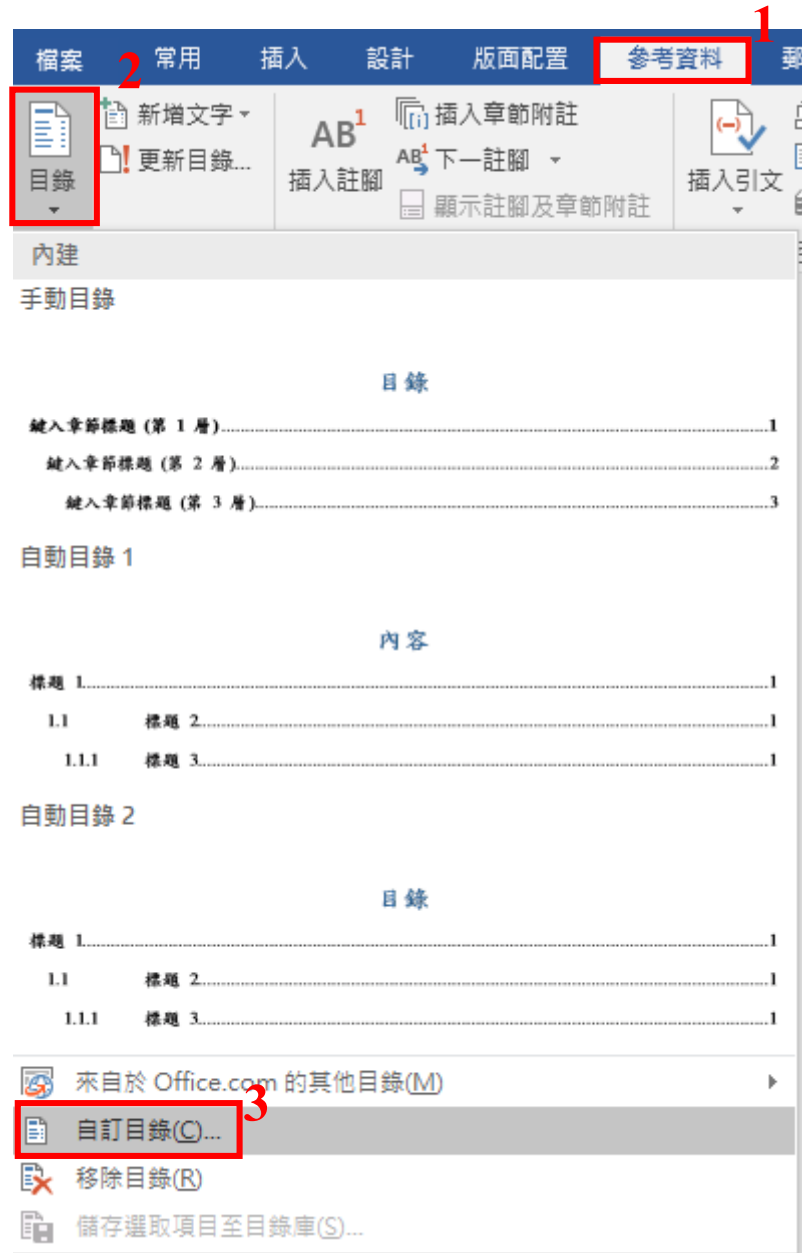 1
檔案 常用 插入 設計 版面配置 參考資料
2
目錄
新增文字
更新目錄...
AB1
插入註腳
[i] 插入章節附註
AB1 下一註腳
顯示註腳及章節附註
(-)
插入引文
內建
手動目錄
目錄
鍵入章節標題 (第 1 層)...1
鍵入章節標題 (第 2 層)...2
鍵入章節標題 (第 3 層)...3
自動目錄 1
內容
標題 1...1
1.1 標題 2...1
1.1.1 標題 3...1
自動目錄 2
目錄
標題 1...1
1.1 標題 2...1
1.1.1 標題 3...1
來自於 Office.com 的其他目錄(M)
3
自訂目錄(C)...
移除目錄(R)
儲存選取項目至目錄庫(S)...